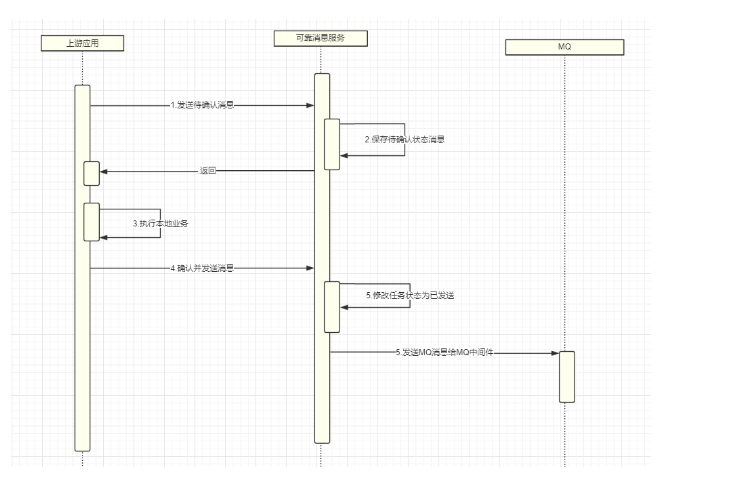 上游应用
可靠消息服务
MQ
1.发送待确认消息
2.保存待确认状态消息
返回
3.执行本地业务
4.确认并发送消息
5.修改任务状态为已发送
5.发送MQ消息给MQ中间件